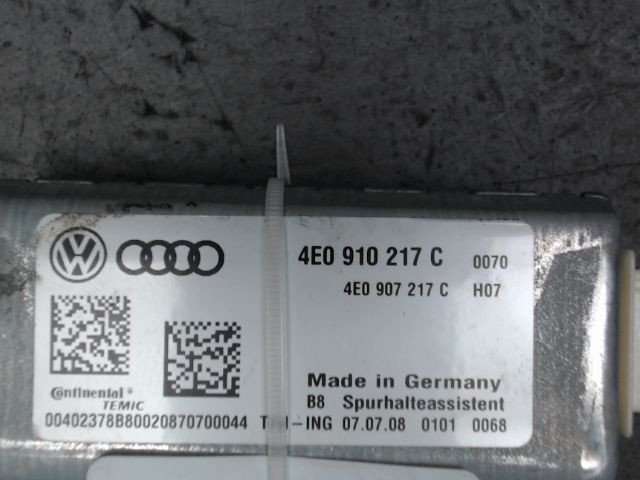 4E0 910 217 C 0070
4E0 907 217 C H07
Made in Germany
Continental
TEMIC
B8 Spurhalteassistent
00402378B80020870700044 -ING 07.07.08 0101 0068